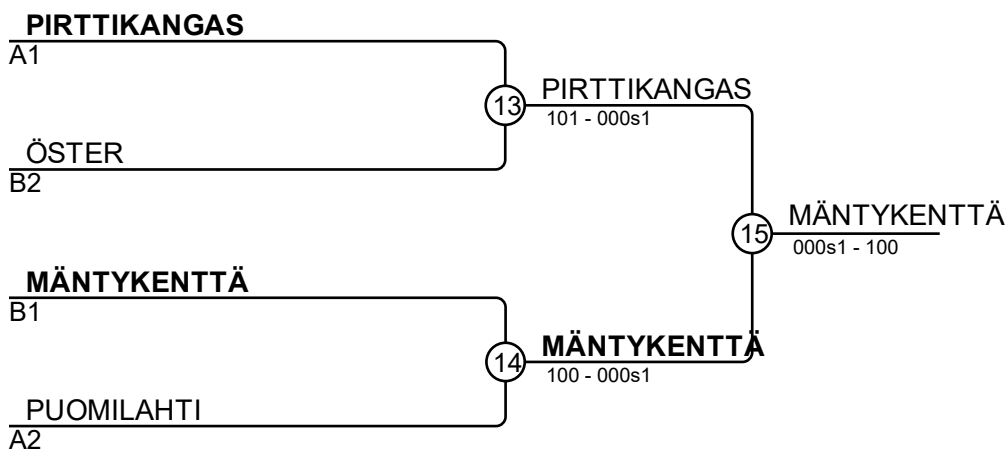 PIRTTIKANGAS
A1
13
PIRTTIKANGAS
101 - 000s1
ÖSTER
B2
15
MÄNTYKENTTÄ
000s1 - 100
MÄNTYKENTTÄ
B1
14
MÄNTYKENTTÄ
100 - 000s1
PUOMILAHTI
A2